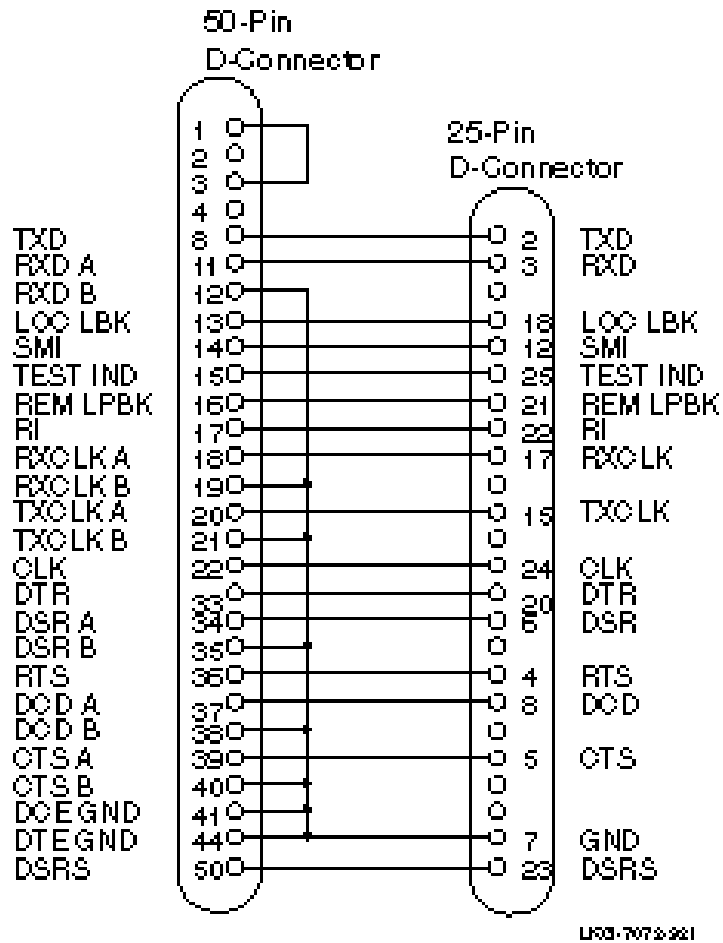 50-Pin
D-Connector
1
2
3
4
25-Pin
D-Connector
TXD 8 2 TXD
RXD A 11 3 RXD
RXD B 12
LOC LBK 13 18 LOC LBK
SMI 14 12 SMI
TEST IND 15 25 TEST IND
REM LPBK 16 21 REM LPBK
RI 17 22 RI
RXCLK A 18 17 RXCLK
RXCLK B 19
TXCLK A 20 15 TXCLK
TXCLK B 21
CLK 22 24 CLK
DTR 33 20 DTR
DSR A 34 6 DSR
DSR B 35
RTS 36 4 RTS
DCD A 37 8 DCD
DCD B 38
CTS A 39 5 CTS
CTS B 40
DCE GND 41
DTE GND 44 7 GND
DSRS 50 23 DSRS